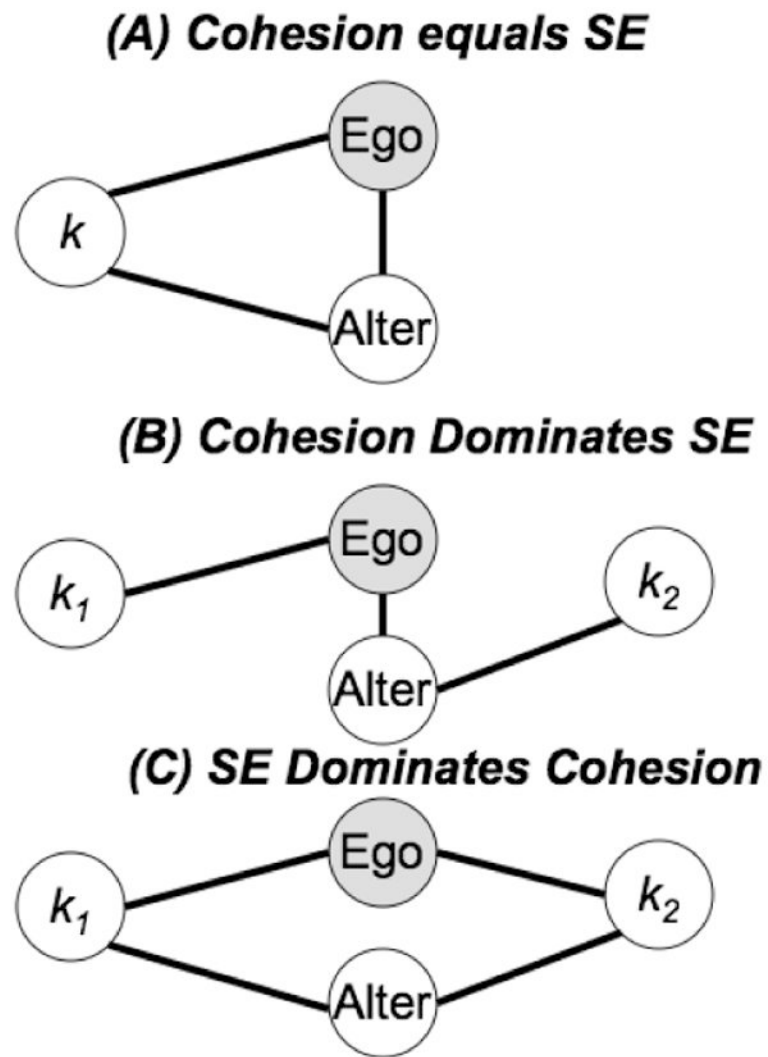 (A) Cohesion equals SE
Ego
k
Alter
(B) Cohesion Dominates SE
Ego
k1
k2
Alter
(C) SE Dominates Cohesion
Ego
k1
k2
Alter